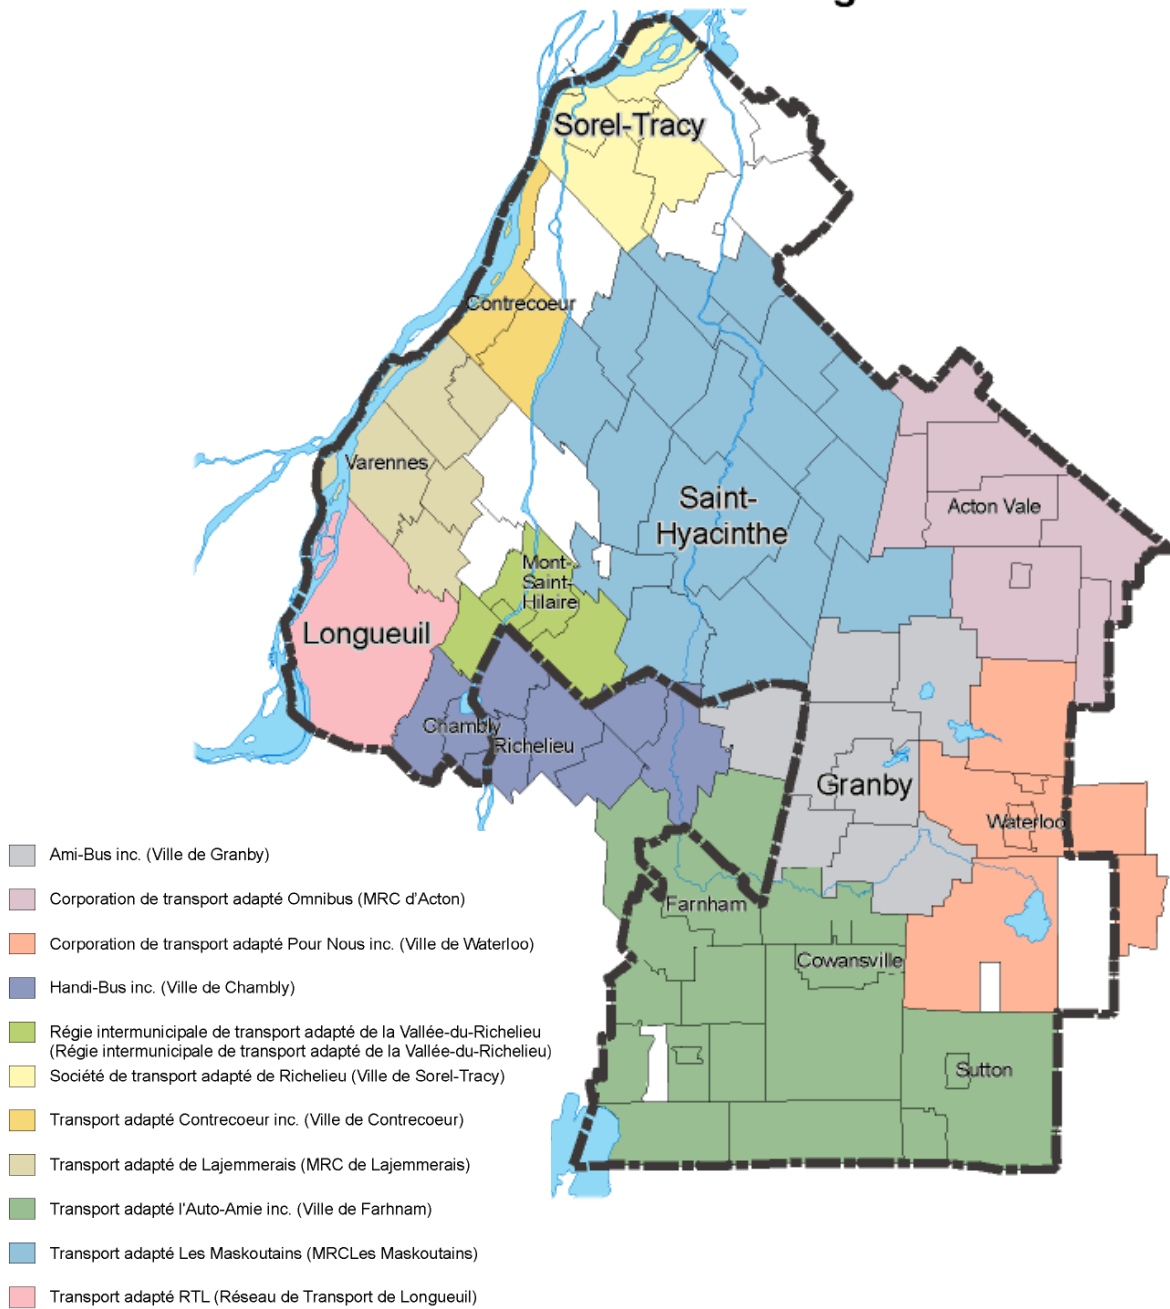 g
Sorel-Tracy
Contrecoeur
Varennes
Acton Vale
Saint-
Hyacinthe
Mont-
Saint-
Hilaire
Longueuil
Chambly
Richelieu
Granby
Waterloo
Farnham
Cowansville
Sutton
Ami-Bus inc. (Ville de Granby)
Corporation de transport adapté Omnibus (MRC d'Acton)
Corporation de transport adapté Pour Nous inc. (Ville de Waterloo)
Handi-Bus inc. (Ville de Chambly)
Régie intermunicipale de transport adapté de la Vallée-du-Richelieu
(Régie intermunicipale de transport adapté de la Vallée-du-Richelieu)
Société de transport adapté de Richelieu (Ville de Sorel-Tracy)
Transport adapté Contrecoeur inc. (Ville de Contrecoeur)
Transport adapté de Lajemmerais (MRC de Lajemmerais)
Transport adapté l'Auto-Amie inc. (Ville de Farhnam)
Transport adapté Les Maskoutains (MRCLes Maskoutains)
Transport adapté RTL (Réseau de Transport de Longueuil)